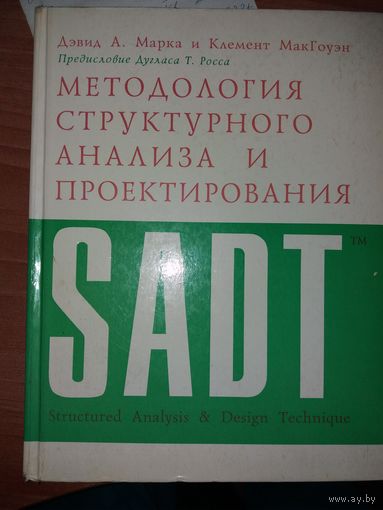 Дэвид А. Марка и Клемент МакГоуэн
Предисловие Дугласа Т. Росса
МЕТОДОЛОГИЯ
СТРУКТУРНОГО
АНАЛИЗА И
ПРОЕКТИРОВАНИЯ
SADT™
Structured Analysis & Design Technique
www.ay.by